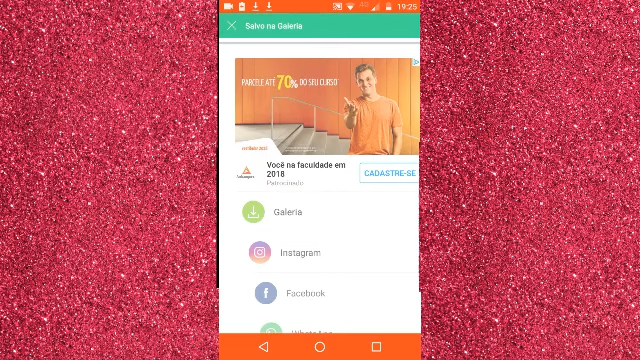 19:25
Salvo na Galeria
PARCELE ATÉ 70% DO SEU CURSO*
Você na faculdade em
2018
Patrocinado
CADASTRE-SE
Galeria
Instagram
Facebook
WhatsApp